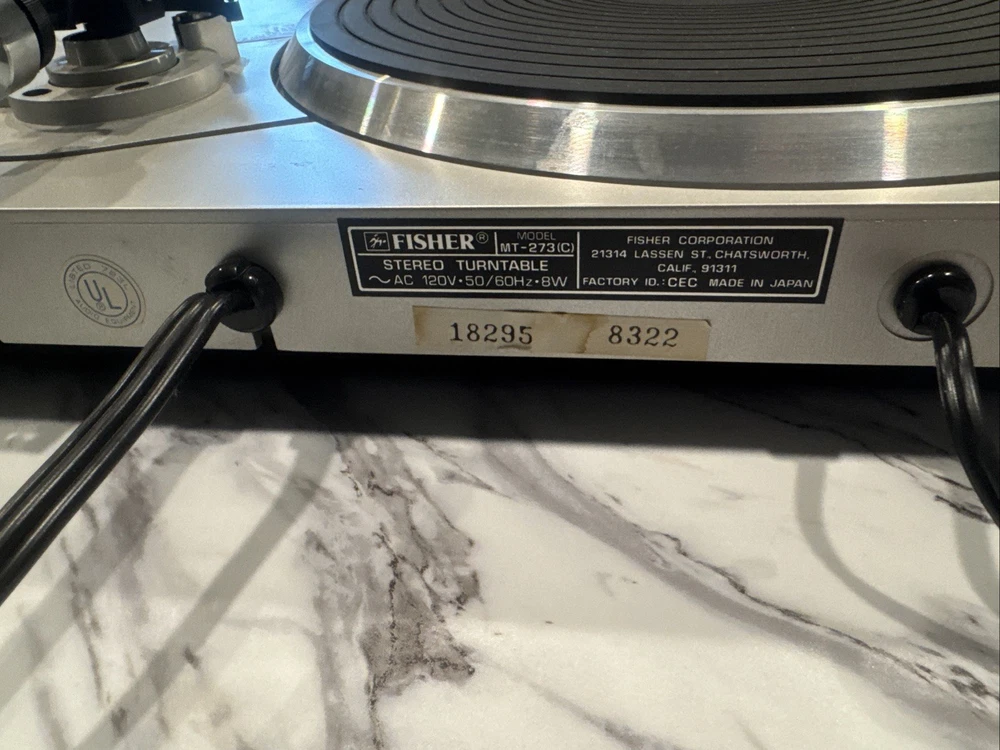 FISHER®
MODEL
MT-273(C)
STEREO TURNTABLE
~AC 120V•50/60Hz•8W
FISHER CORPORATION
21314 LASSEN ST., CHATSWORTH,
CALIF, 91311
FACTORY ID.:CEC MADE IN JAPAN
LISTED
UL
18295 8322